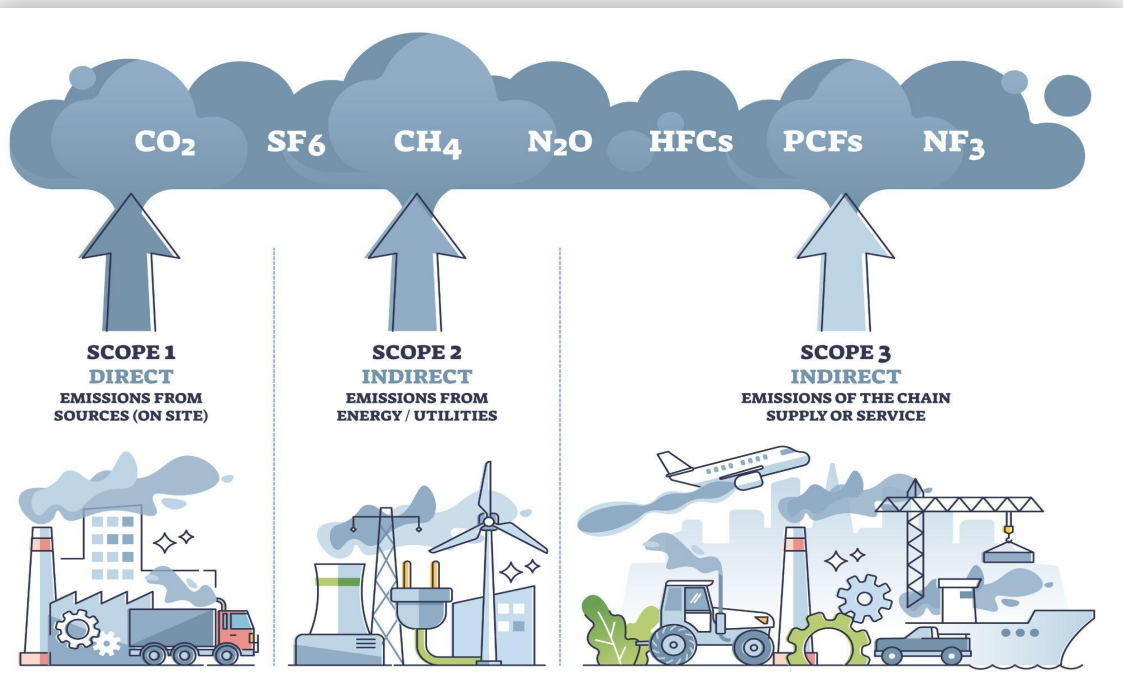 CO2 SF6 CH4 N2O HFCs PCFs NF3
SCOPE 1
DIRECT
EMISSIONS FROM
SOURCES (ON SITE)
SCOPE 2
INDIRECT
EMISSIONS FROM
ENERGY / UTILITIES
SCOPE 3
INDIRECT
EMISSIONS OF THE CHAIN
SUPPLY OR SERVICE